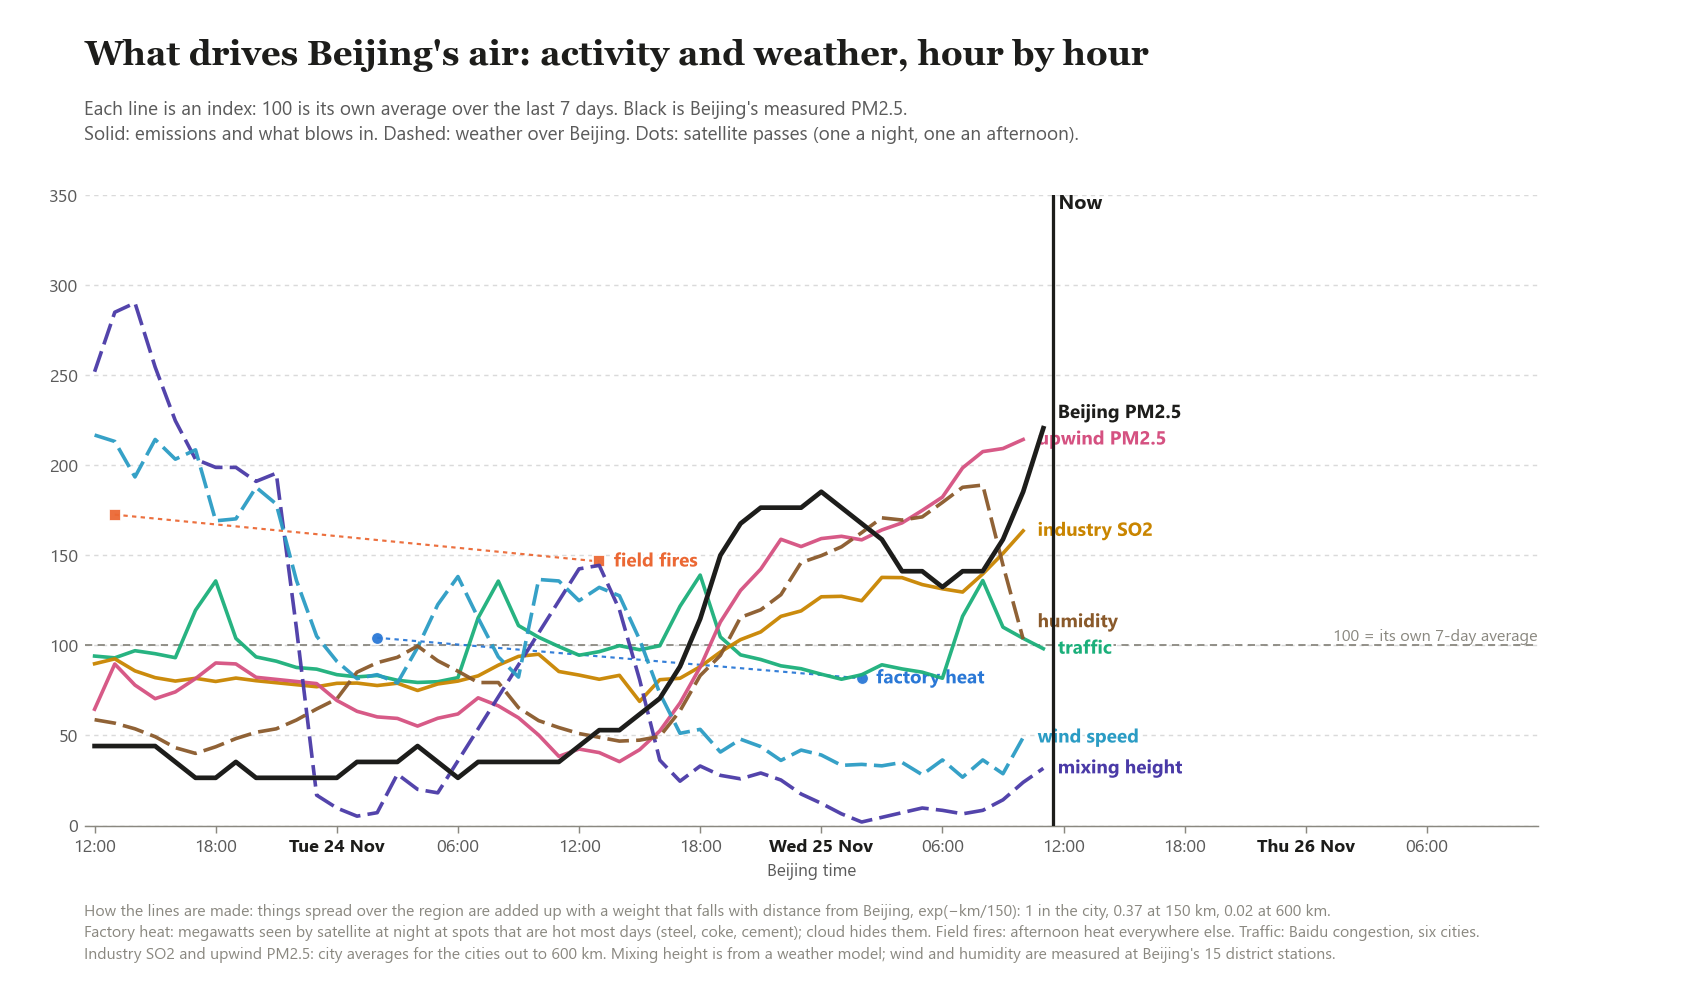 What drives Beijing's air: activity and weather, hour by hour
Each line is an index: 100 is its own average over the last 7 days. Black is Beijing's measured PM2.5.
Solid: emissions and what blows in. Dashed: weather over Beijing. Dots: satellite passes (one a night, one an afternoon).
350
Now
300
250
Beijing PM2.5
upwind PM2.5
200
industry SO2
150
field fires
humidity
100 = its own 7-day average
100
traffic
factory heat
wind speed
50
mixing height
0
12:00 18:00 Tue 24 Nov 06:00 12:00 18:00 Wed 25 Nov 06:00 12:00 18:00 Thu 26 Nov 06:00
Beijing time
How the lines are made: things spread over the region are added up with a weight that falls with distance from Beijing, exp(−km/150): 1 in the city, 0.37 at 150 km, 0.02 at 600 km.
Factory heat: megawatts seen by satellite at night at spots that are hot most days (steel, coke, cement); cloud hides them. Field fires: afternoon heat everywhere else. Traffic: Baidu congestion, six cities.
Industry SO2 and upwind PM2.5: city averages for the cities out to 600 km. Mixing height is from a weather model; wind and humidity are measured at Beijing's 15 district stations.